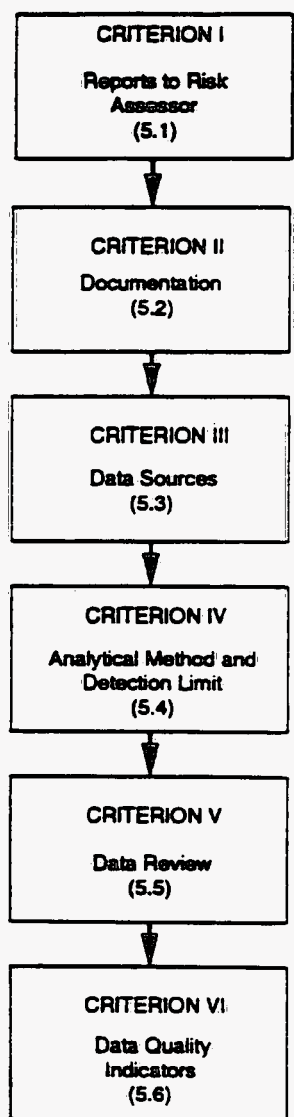 CRITERION I
Reports to Risk
Assessor
(5.1)
CRITERION II
Documentation
(5.2)
CRITERION III
Data Sources
(5.3)
CRITERION IV
Analytical Method and
Detection Limit
(5.4)
CRITERION V
Data Review
(5.5)
CRITERION VI
Data Quality
Indicators
(5.6)